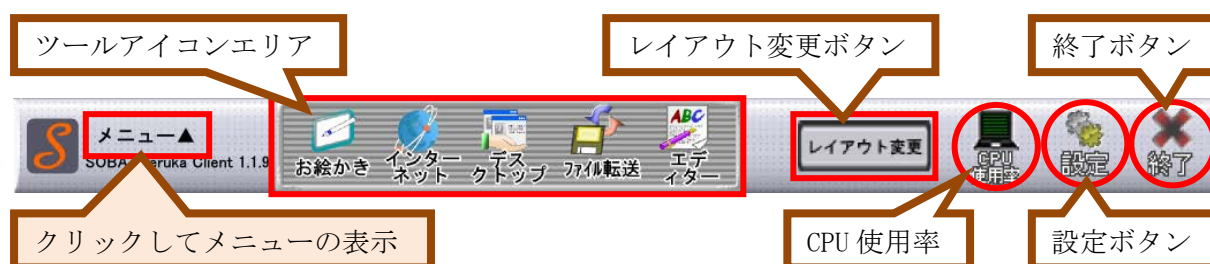 ツールアイコンエリア
レイアウト変更ボタン
終了ボタン
メニュー▲
Client 1.1.9
お絵かき
インター
ネット
デス
クトップ
ファイル転送
エディ
ター
ABC
レイアウト変更
CPU
使用率
設定
終了
クリックしてメニューの表示
CPU 使用率
設定ボタン